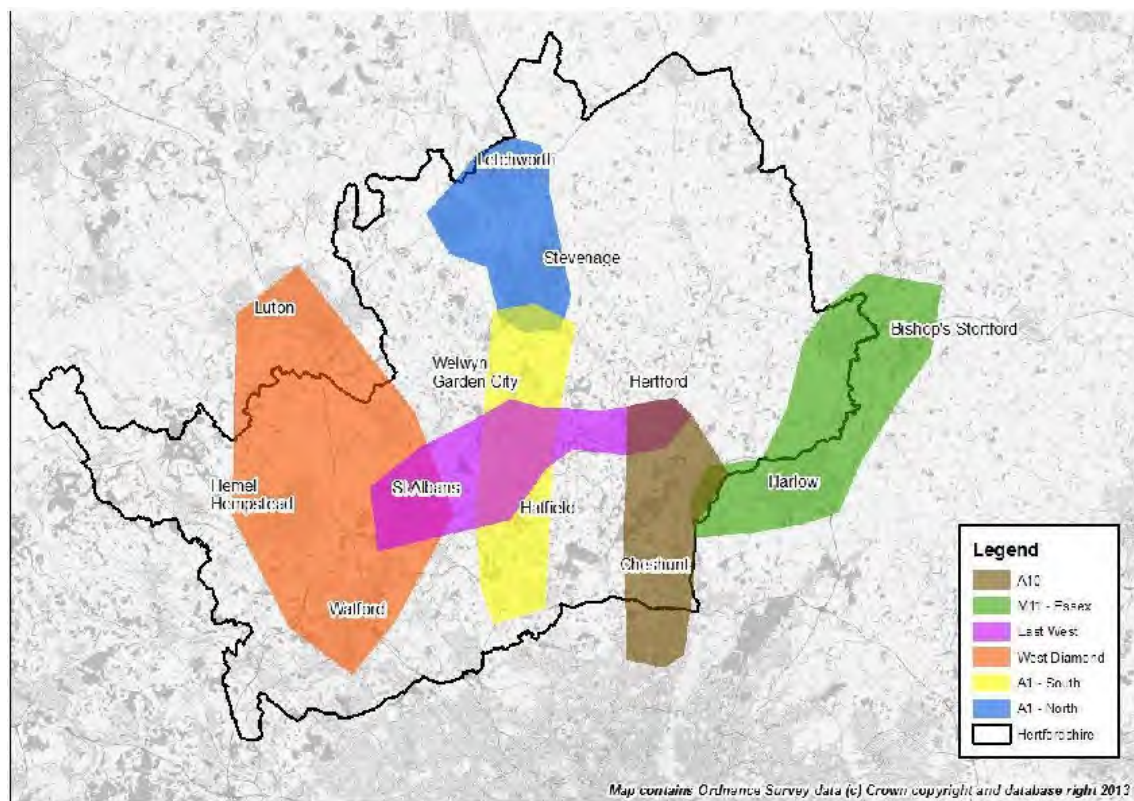 Letchworth
Stevenage
Luton
Bishop's Stortford
Welwyn
Garden City
Hertford
Hemel
Hempstead
St Albans
Hatfield
Harlow
Cheshunt
Watford
Legend
A10
M11 - Essex
East West
West Diamond
A1 - South
A1 - North
Hertfordshire
Map contains Ordnance Survey data (c) Crown copyright and database right 2013